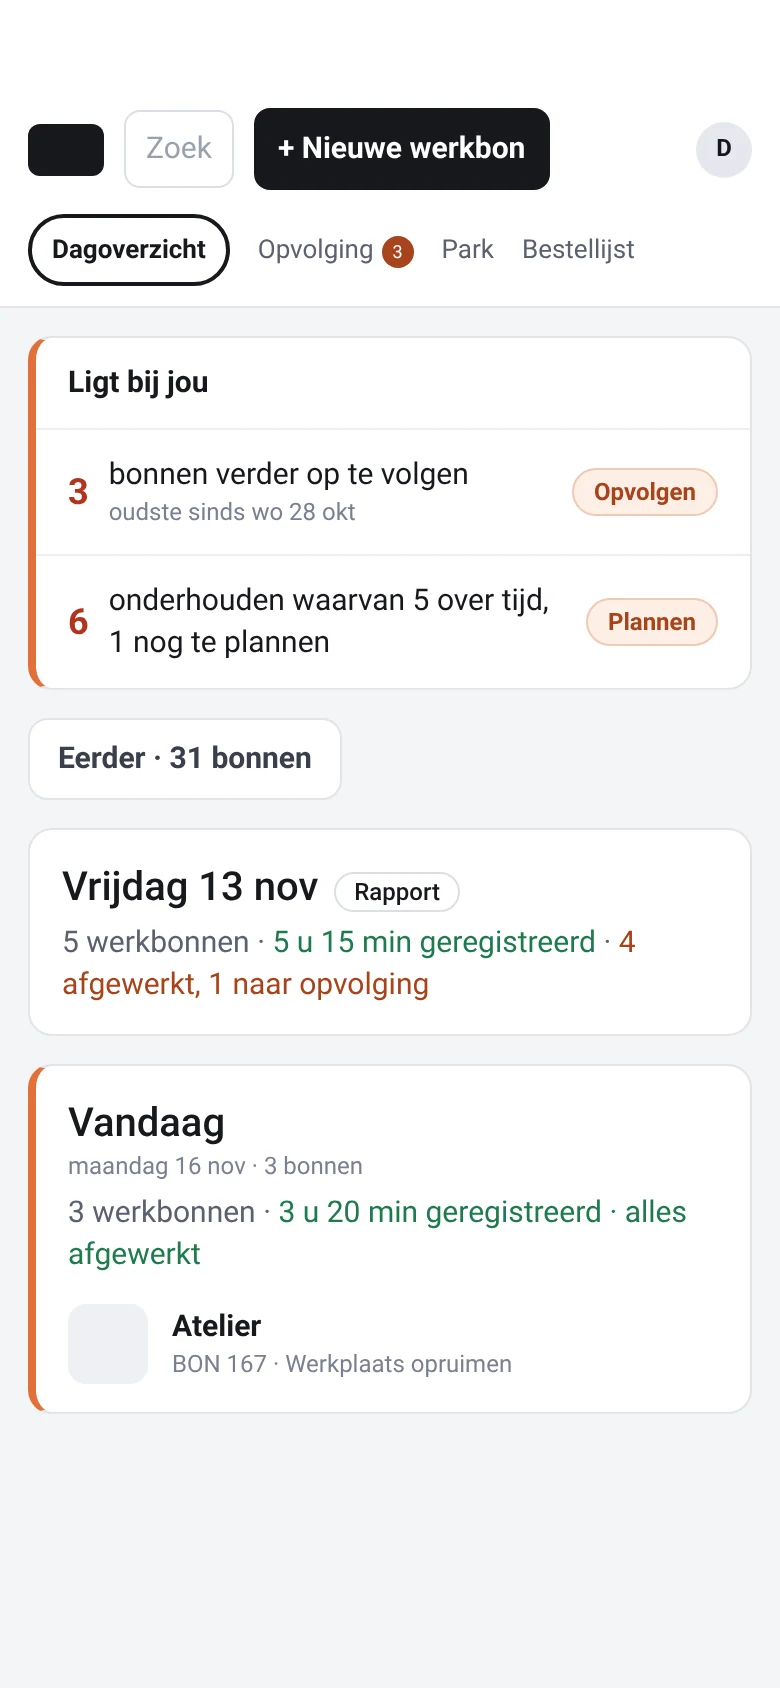 Zoek
+ Nieuwe werkbon
D
Dagoverzicht
Opvolging 3
Park
Bestellijst
Ligt bij jou
3
bonnen verder op te volgen
oudste sinds wo 28 okt
Opvolgen
6
onderhouden waarvan 5 over tijd,
1 nog te plannen
Plannen
Eerder · 31 bonnen
Vrijdag 13 nov
Rapport
5 werkbonnen · 5 u 15 min geregistreerd · 4
afgewerkt, 1 naar opvolging
Vandaag
maandag 16 nov · 3 bonnen
3 werkbonnen · 3 u 20 min geregistreerd · alles
afgewerkt
Atelier
BON 167 · Werkplaats opruimen